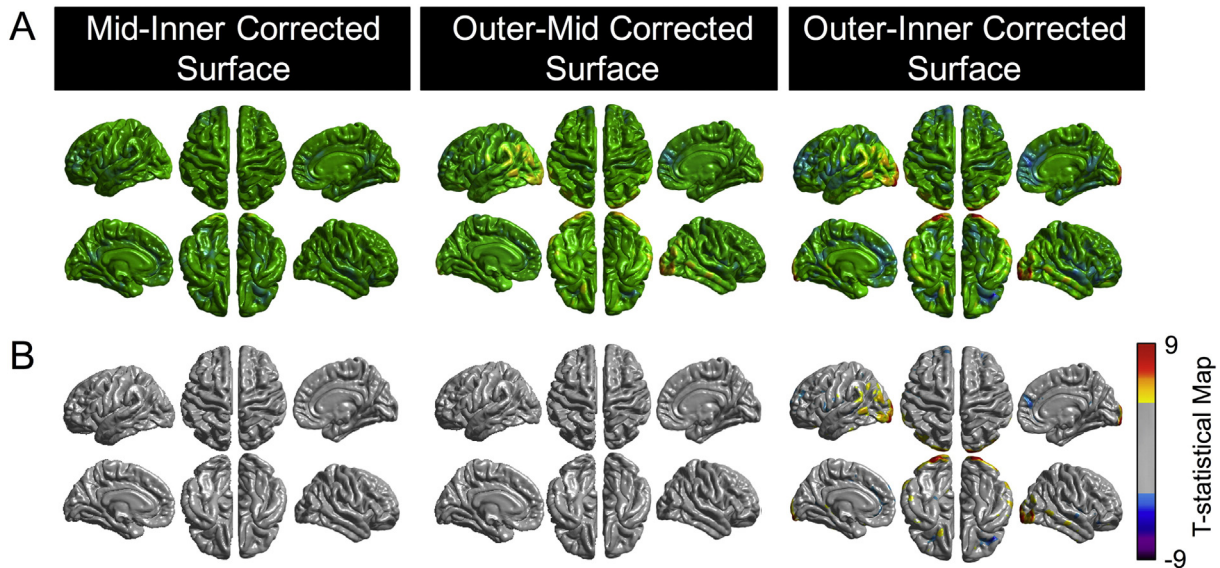 A
Mid-Inner Corrected
Surface
Outer-Mid Corrected
Surface
Outer-Inner Corrected
Surface
B
9
T-statistical Map
-9